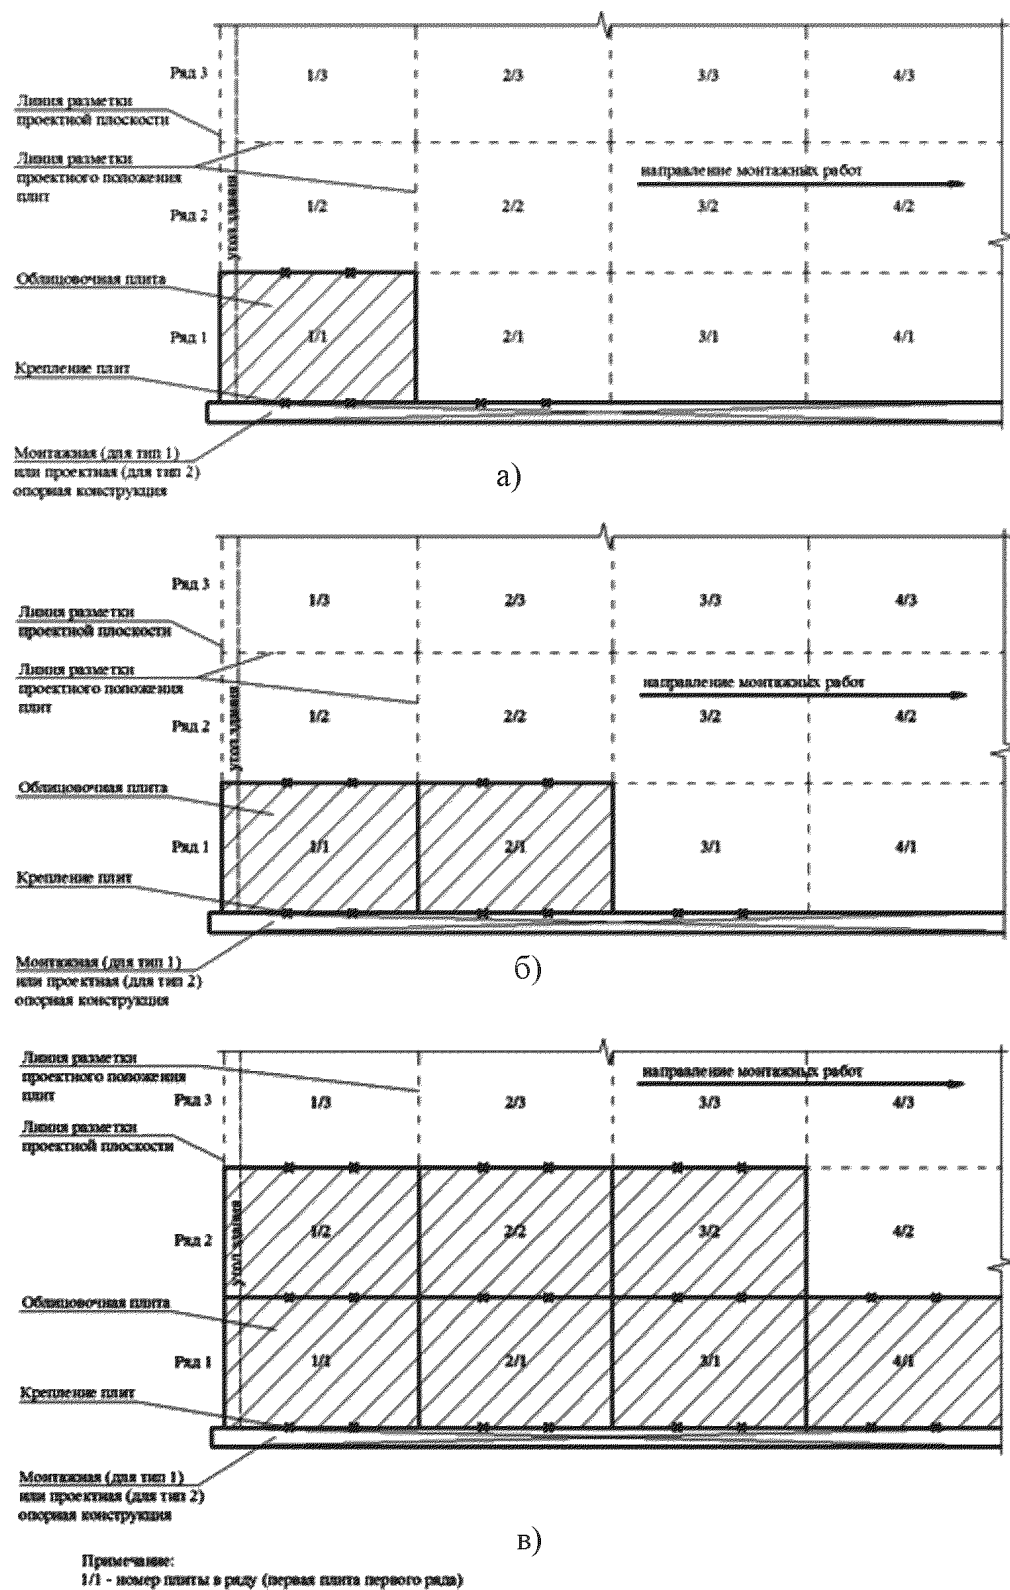 Ряд 3
1/3
2/3
3/3
4/3
Линия разметки
проектной плоскости
Линия разметки
проектного положения
плит
направление монтажных работ
угол здания
Ряд 2
1/2
2/2
3/2
4/2
Облицовочная плита
Ряд 1
1/1
2/1
3/1
4/1
Крепление плит
Монтажная (для тип 1)
или проектная (для тип 2)
опорная конструкция
а)
Ряд 3
1/3
2/3
3/3
4/3
Линия разметки
проектной плоскости
Линия разметки
проектного положения
плит
направление монтажных работ
угол здания
Ряд 2
1/2
2/2
3/2
4/2
Облицовочная плита
Ряд 1
1/1
2/1
3/1
4/1
Крепление плит
Монтажная (для тип 1)
или проектная (для тип 2)
опорная конструкция
б)
Линия разметки
проектного положения
плит
направление монтажных работ
Ряд 3
1/3
2/3
3/3
4/3
Линия разметки
проектной плоскости
угол здания
Ряд 2
1/2
2/2
3/2
4/2
Облицовочная плита
Ряд 1
1/1
2/1
3/1
4/1
Крепление плит
Монтажная (для тип 1)
или проектная (для тип 2)
опорная конструкция
в)
Примечание:
1/1 - номер плиты в ряду (первая плита первого ряда)